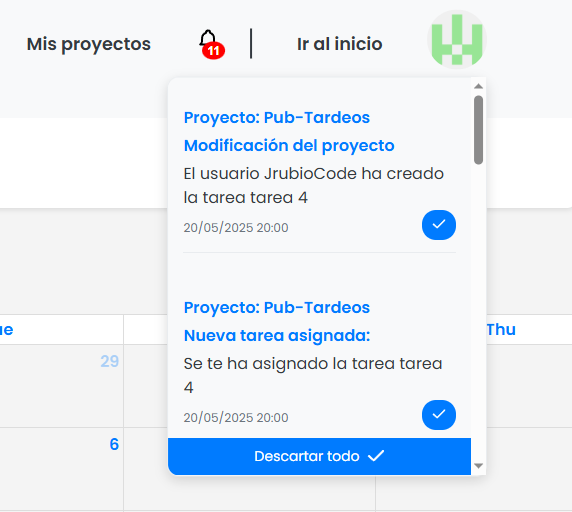 Mis proyectos
11
Ir al inicio
Proyecto: Pub-Tardeos
Modificación del proyecto
El usuario JrubioCode ha creado
la tarea tarea 4
20/05/2025 20:00
Proyecto: Pub-Tardeos
Nueva tarea asignada:
Se te ha asignado la tarea tarea
4
20/05/2025 20:00
Descartar todo
ue
Thu
29
6